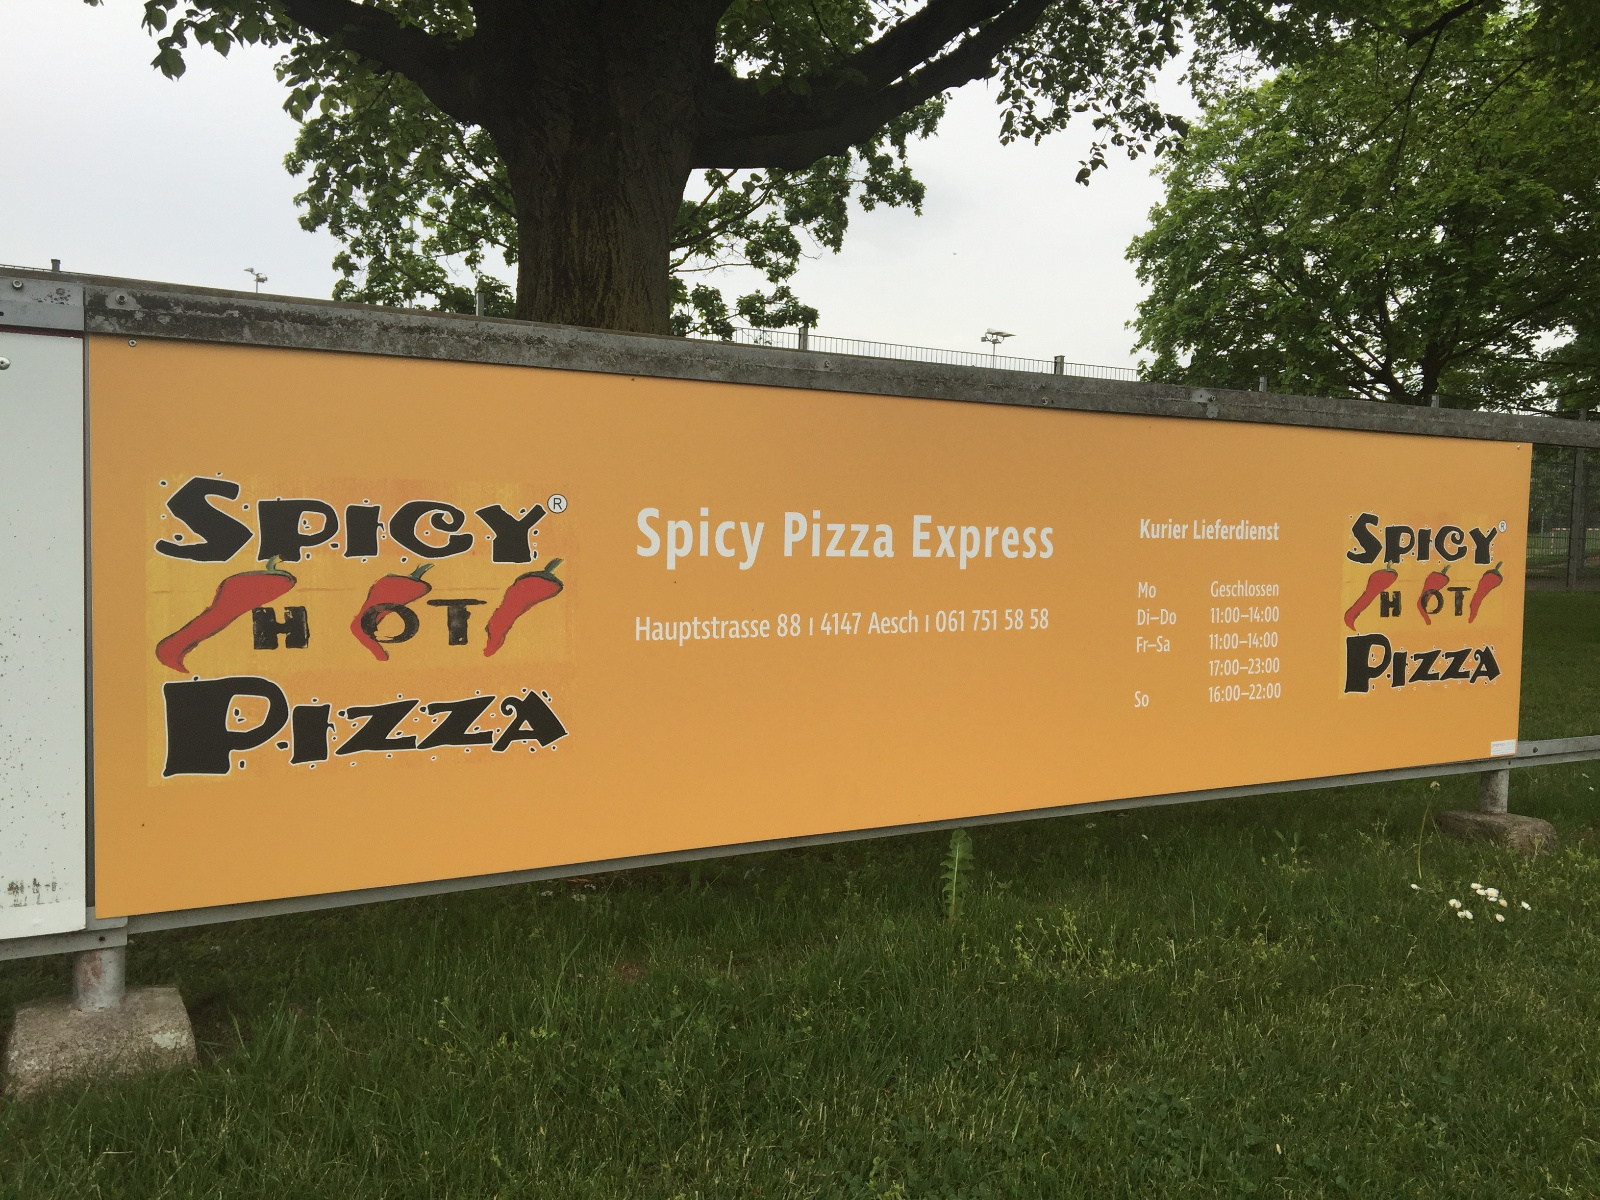 SPICY®
HOT
PIZZA
Spicy Pizza Express
Hauptstrasse 88 | 4147 Aesch | 061 751 58 58
Kurier Lieferdienst
Mo Geschlossen
Di–Do 11:00–14:00
Fr–Sa 11:00–14:00
17:00–23:00
So 16:00–22:00
SPICY®
HOT
PIZZA